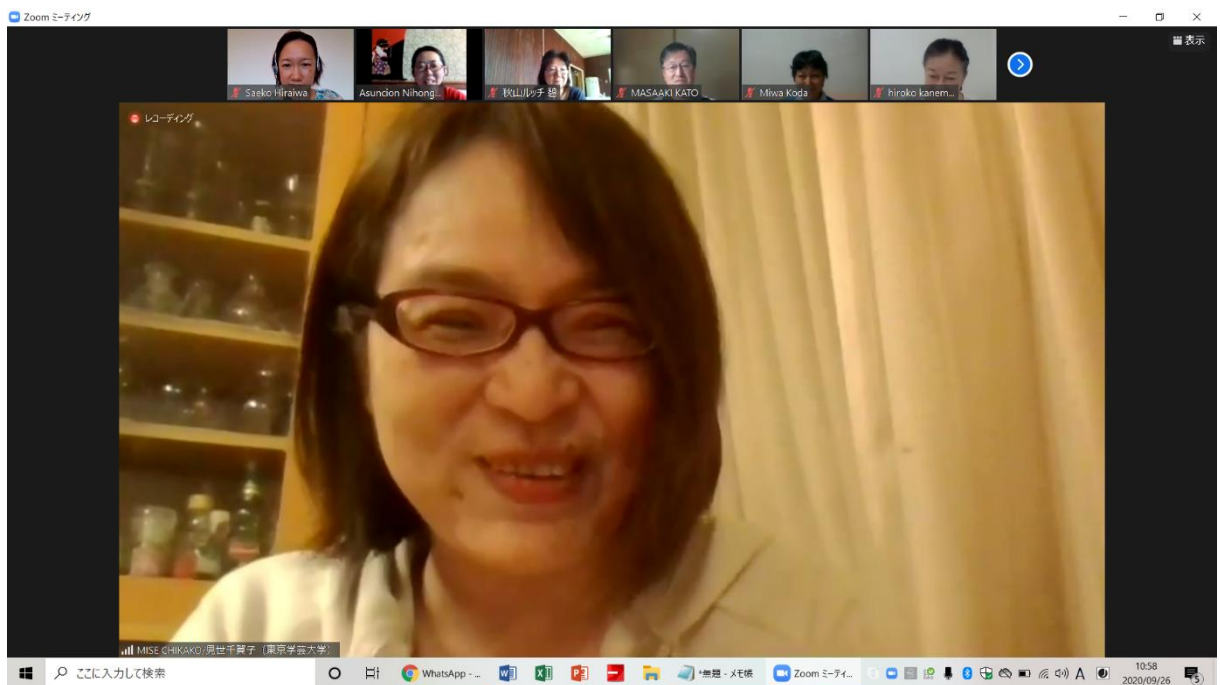 Zoom ミーティング
表示
Saeko Hiraiwa
Asuncion Nihong...
秋山ルッチ 碧
MASAAKI KATO
Miwa Koda
hiroko kanem...
レコーディング
MISE CHIKAKO/見世千賀子（東京学芸大学）
ここに入力して検索
WhatsApp - ...
*無題 - メモ帳
Zoom ミーティ...
A
10:58
2020/09/26
5